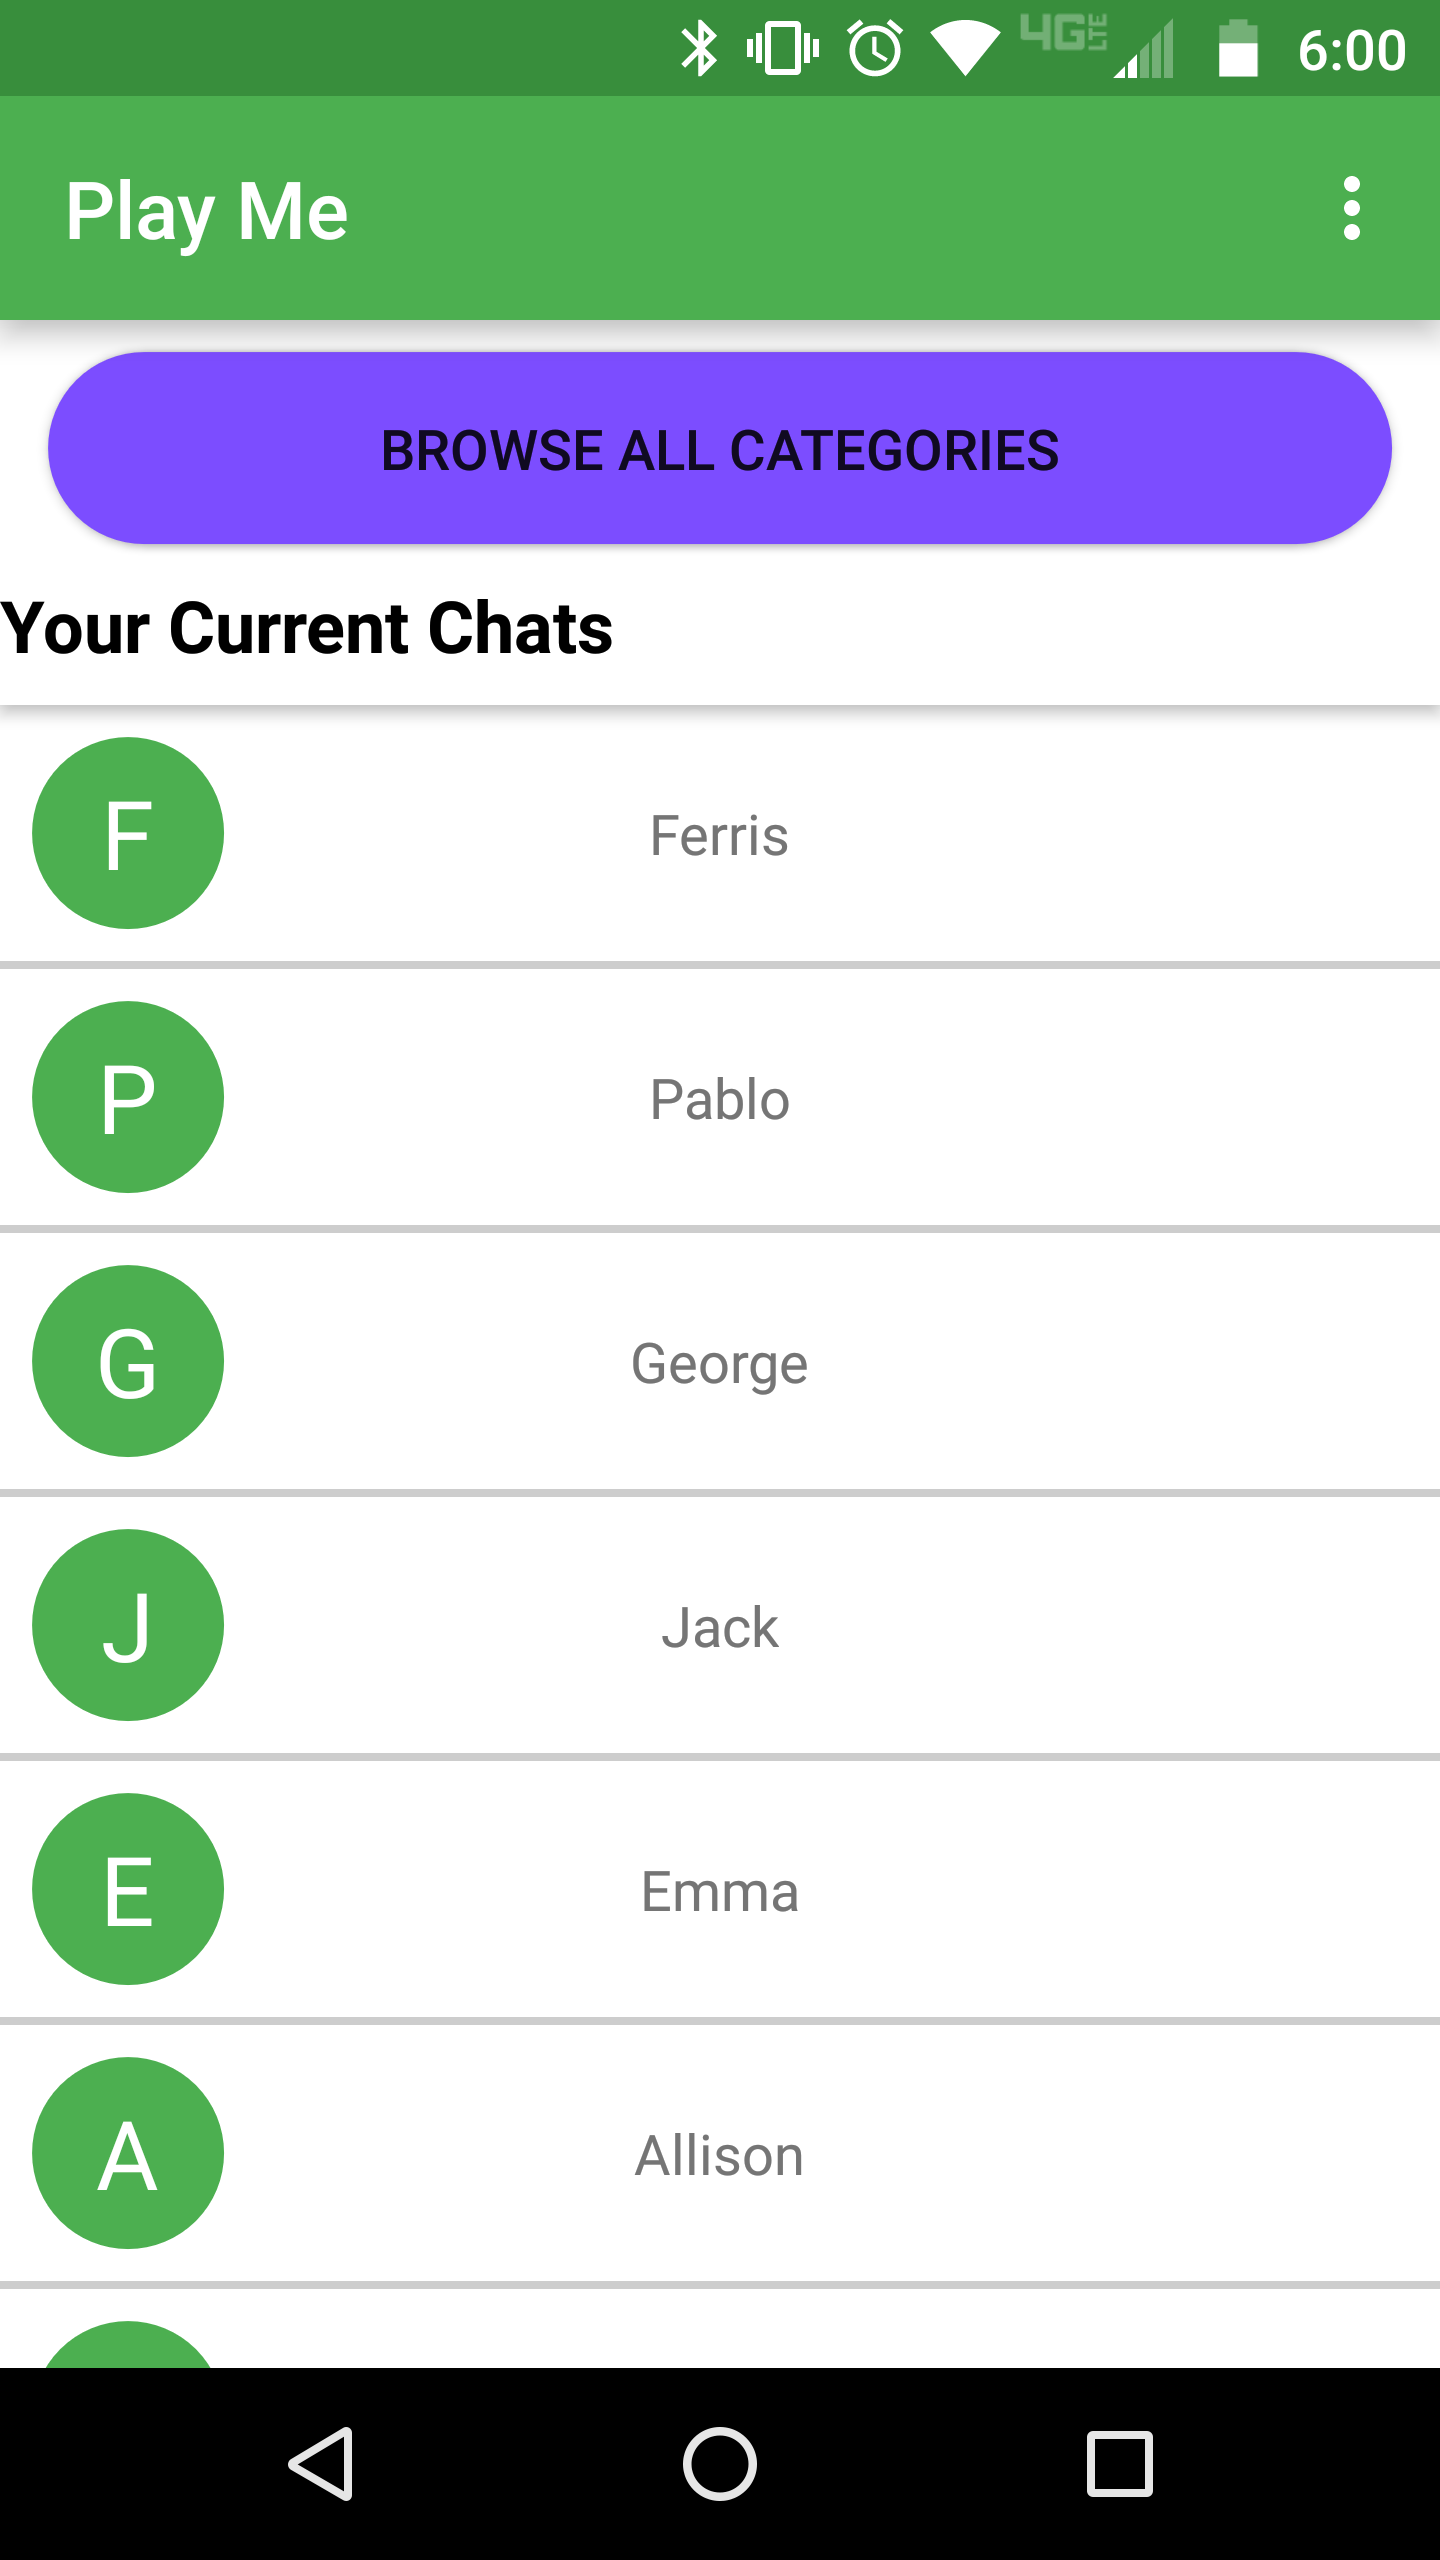 4G LTE 6:00
Play Me
BROWSE ALL CATEGORIES
Your Current Chats
F Ferris
P Pablo
G George
J Jack
E Emma
A Allison